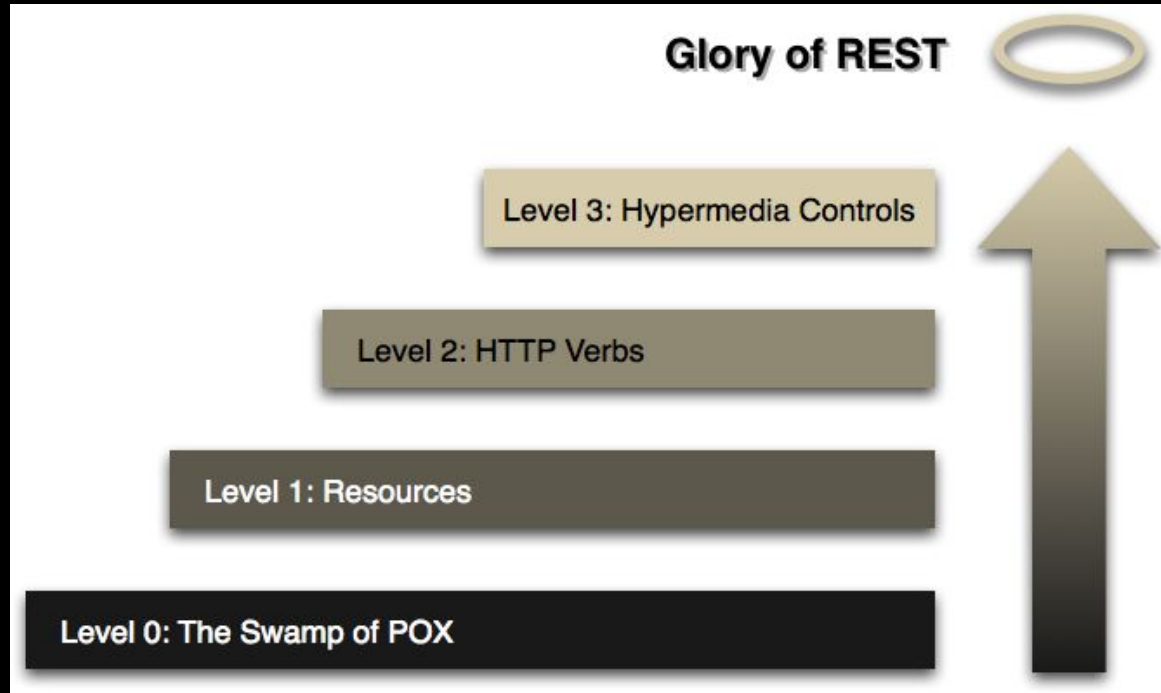 Glory of REST
Level 3: Hypermedia Controls
Level 2: HTTP Verbs
Level 1: Resources
Level 0: The Swamp of POX